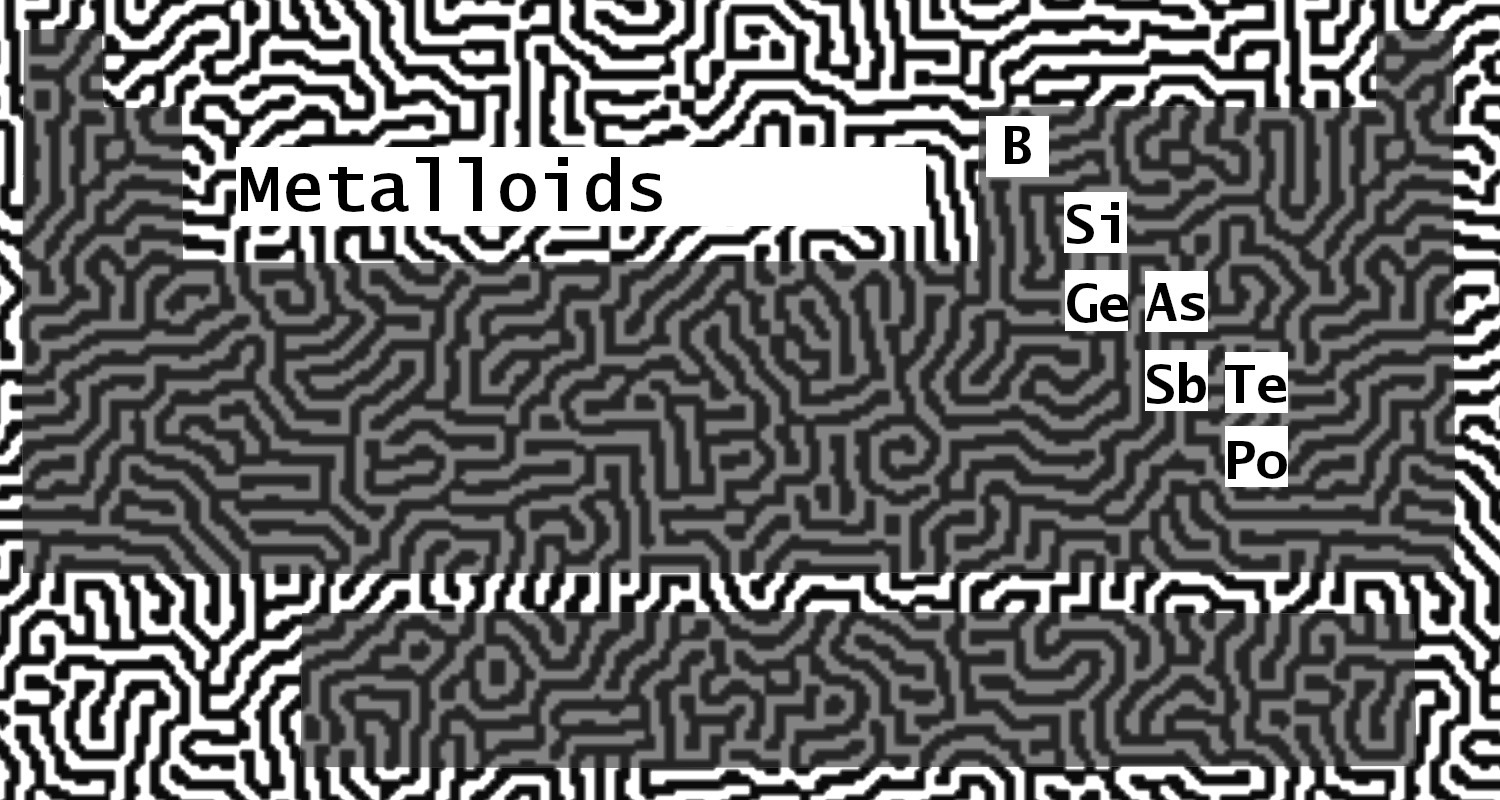 Metalloids
B
Si
Ge As
Sb Te
Po